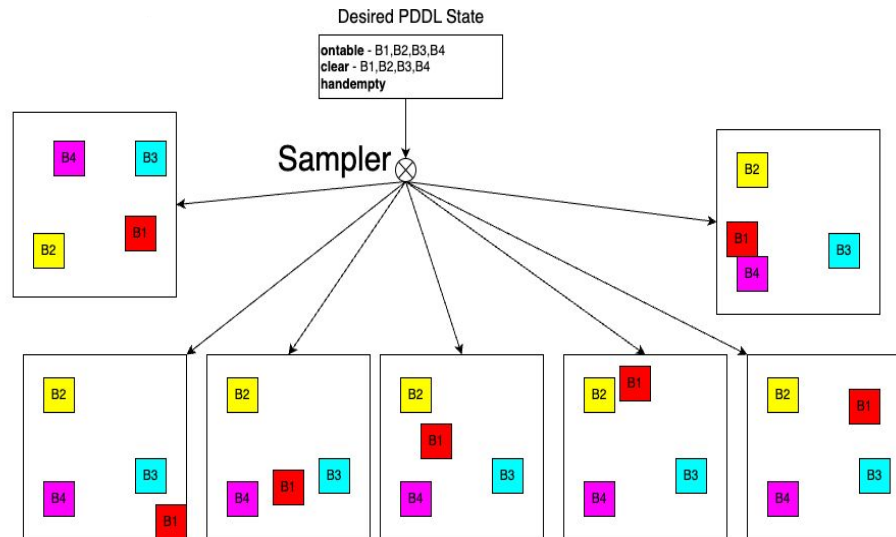 Desired PDDL State
ontable - B1,B2,B3,B4
clear - B1,B2,B3,B4
handempty
Sampler
B4
B3
B1
B2
B2
B1
B3
B4
B2
B3
B4
B1
B2
B3
B1
B4
B2
B1
B3
B4
B1
B2
B3
B4
B2
B1
B3
B4